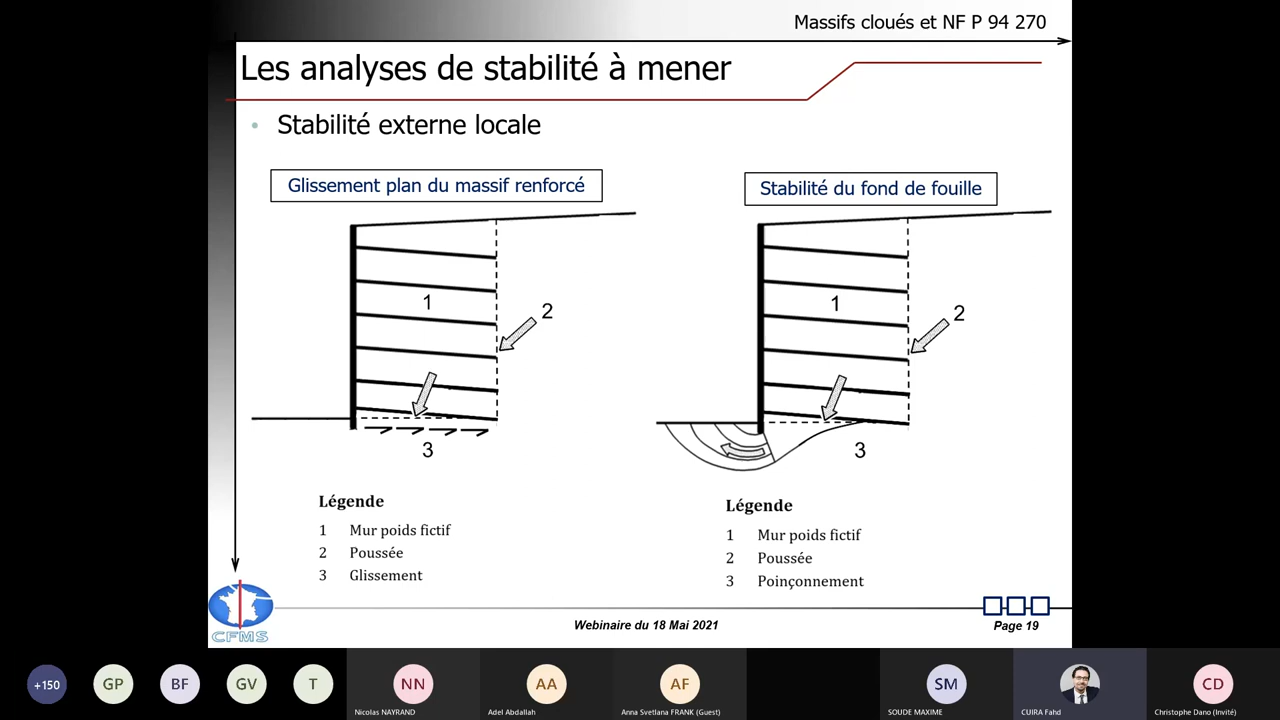 Massifs cloués et NF P 94 270
Les analyses de stabilité à mener
• Stabilité externe locale
Glissement plan du massif renforcé
1
2
3
Légende
1 Mur poids fictif
2 Poussée
3 Glissement
Stabilité du fond de fouille
1
2
3
Légende
1 Mur poids fictif
2 Poussée
3 Poinçonnement
CFMS
Webinaire du 18 Mai 2021
Page 19
+150
GP
BF
GV
T
NN
Nicolas NAYRAND
AA
Adel Abdallah
AF
Anna Svetlana FRANK (Guest)
SM
SOUDE MAXIME
CUIRA Fahd
CD
Christophe Dano (Invité)